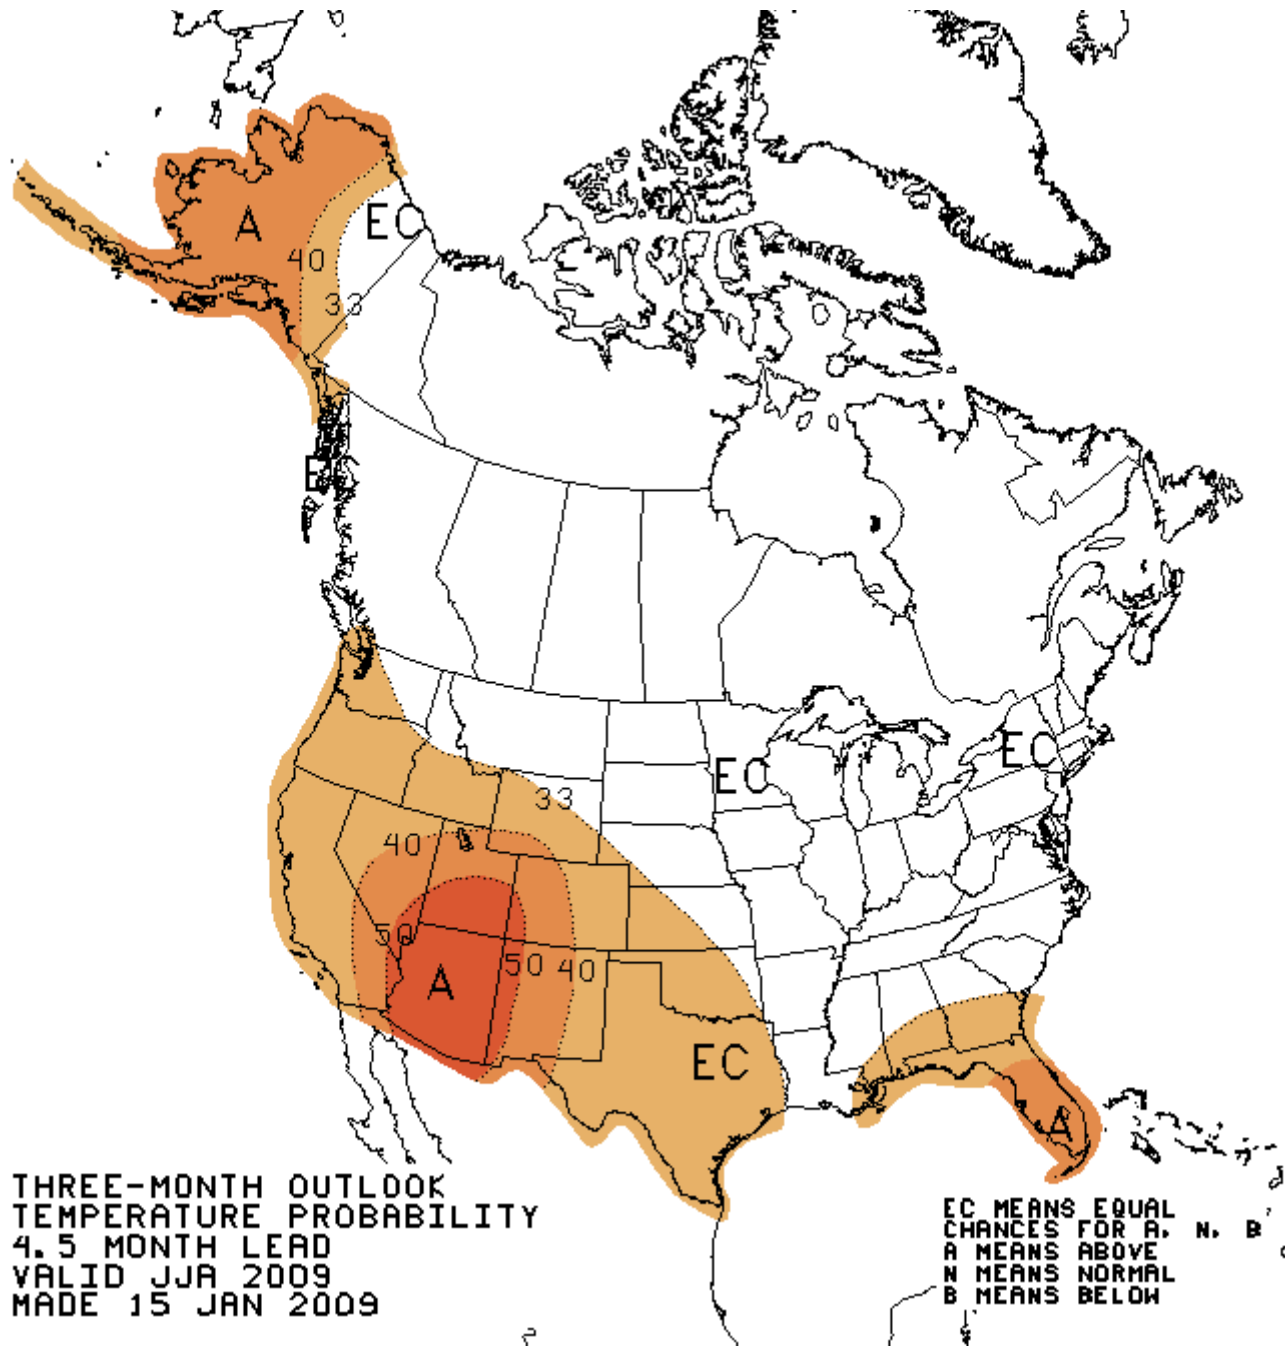 A
EC
40
33
EC
EC
EC
33
40
50
50
40
A
EC
A
THREE-MONTH OUTLOOK
TEMPERATURE PROBABILITY
4.5 MONTH LEAD
VALID JJA 2009
MADE 15 JAN 2009
EC MEANS EQUAL
CHANCES FOR A, N, B
A MEANS ABOVE
N MEANS NORMAL
B MEANS BELOW